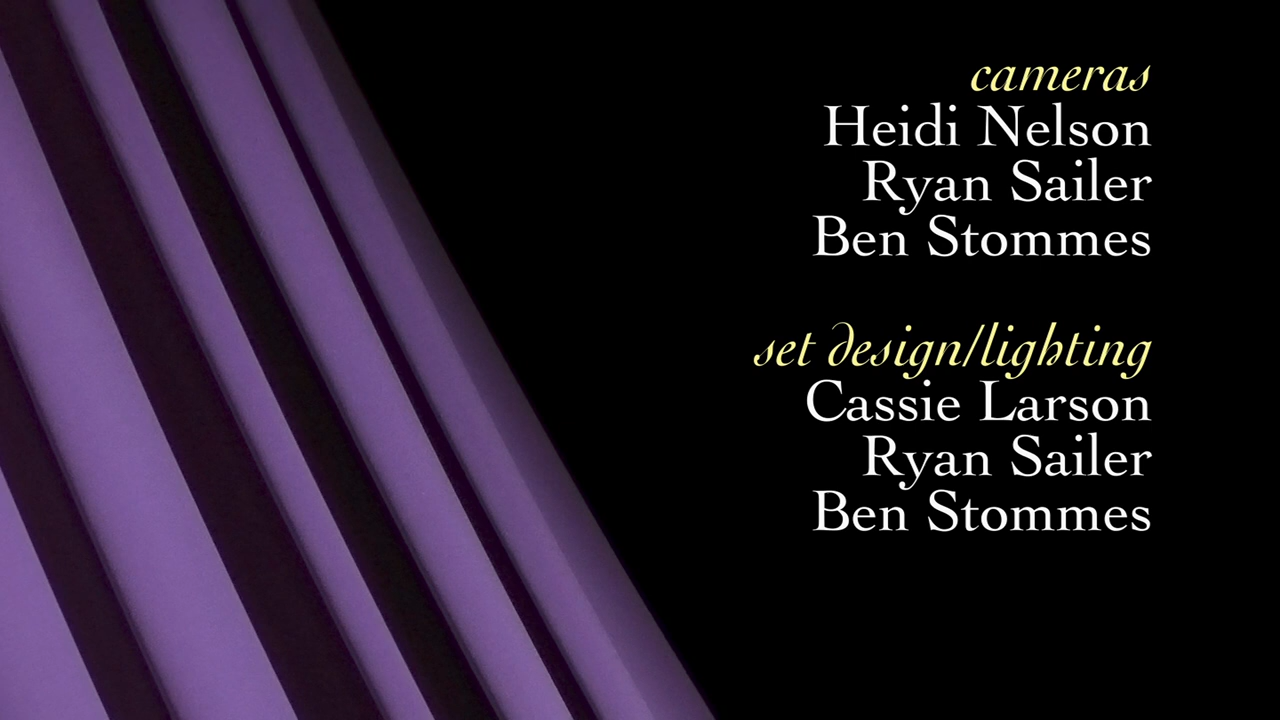 cameras
Heidi Nelson
Ryan Sailer
Ben Stommes
set design/lighting
Cassie Larson
Ryan Sailer
Ben Stommes